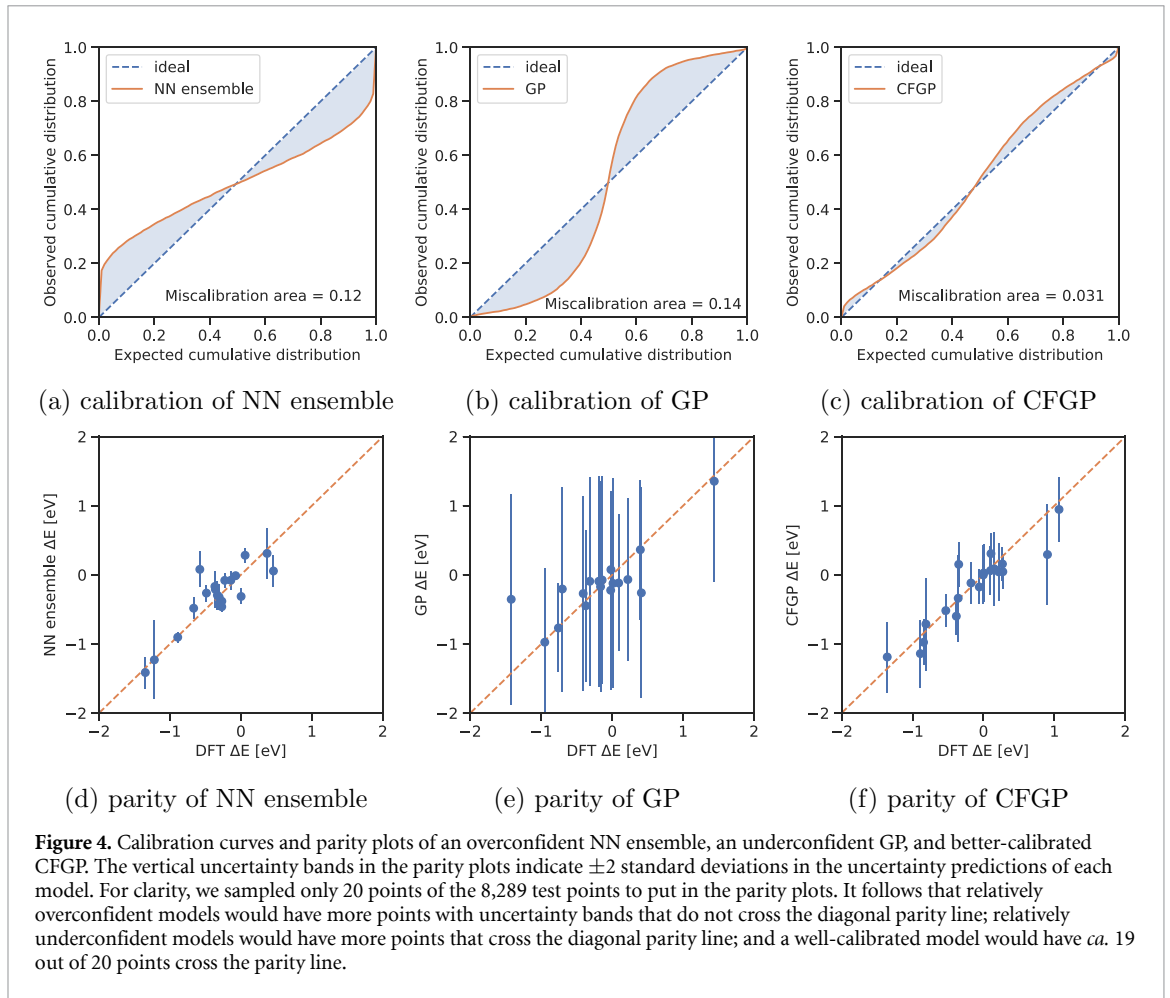 1.0
0.8
0.6
0.4
0.2
0.0
0.0 0.2 0.4 0.6 0.8 1.0
Observed cumulative distribution
Expected cumulative distribution
ideal
NN ensemble
Miscalibration area = 0.12
(a) calibration of NN ensemble
1.0
0.8
0.6
0.4
0.2
0.0
0.0 0.2 0.4 0.6 0.8 1.0
Observed cumulative distribution
Expected cumulative distribution
ideal
GP
Miscalibration area = 0.14
(b) calibration of GP
1.0
0.8
0.6
0.4
0.2
0.0
0.0 0.2 0.4 0.6 0.8 1.0
Observed cumulative distribution
Expected cumulative distribution
ideal
CFGP
Miscalibration area = 0.031
(c) calibration of CFGP
2
1
0
−1
−2
−2 −1 0 1 2
NN ensemble ΔE [eV]
DFT ΔE [eV]
(d) parity of NN ensemble
2
1
0
−1
−2
−2 −1 0 1 2
GP ΔE [eV]
DFT ΔE [eV]
(e) parity of GP
2
1
0
−1
−2
−2 −1 0 1 2
CFGP ΔE [eV]
DFT ΔE [eV]
(f) parity of CFGP
Figure 4. Calibration curves and parity plots of an overconfident NN ensemble, an underconfident GP, and better-calibrated
CFGP. The vertical uncertainty bands in the parity plots indicate ±2 standard deviations in the uncertainty predictions of each
model. For clarity, we sampled only 20 points of the 8,289 test points to put in the parity plots. It follows that relatively
overconfident models would have more points with uncertainty bands that do not cross the diagonal parity line; relatively
underconfident models would have more points that cross the diagonal parity line; and a well-calibrated model would have ca. 19
out of 20 points cross the parity line.